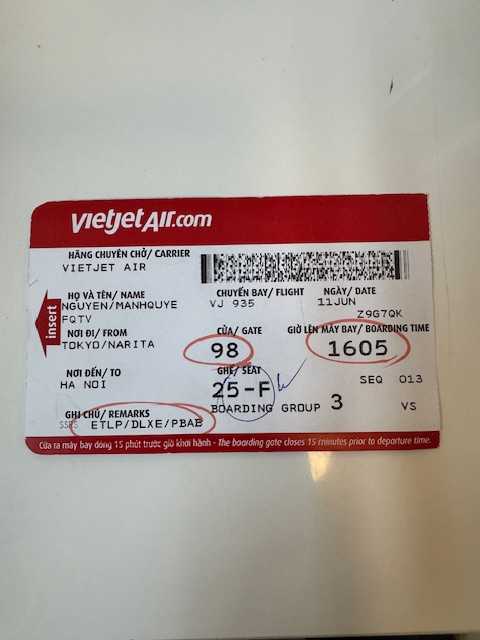 vietjetAir.com
HÃNG CHUYÊN CHỞ/ CARRIER
VIETJET AIR
HỌ VÀ TÊN/ NAME
NGUYEN/MANHQUYE
FQTV
CHUYẾN BAY/ FLIGHT
VJ 935
NGÀY/ DATE
11JUN
Z9G7QK
NƠI ĐI/ FROM
TOKYO/NARITA
CỬA/ GATE
98
GIỜ LÊN MÁY BAY/ BOARDING TIME
1605
NƠI ĐẾN/ TO
HA NOI
GHẾ/ SEAT
25-F
SEQ 013
BOARDING GROUP 3
VS
GHI CHÚ/ REMARKS
ETLP/DLXE/PBAB
insert
Cửa ra máy bay đóng 15 phút trước giờ khởi hành - The boarding gate closes 15 minutes prior to departure time.